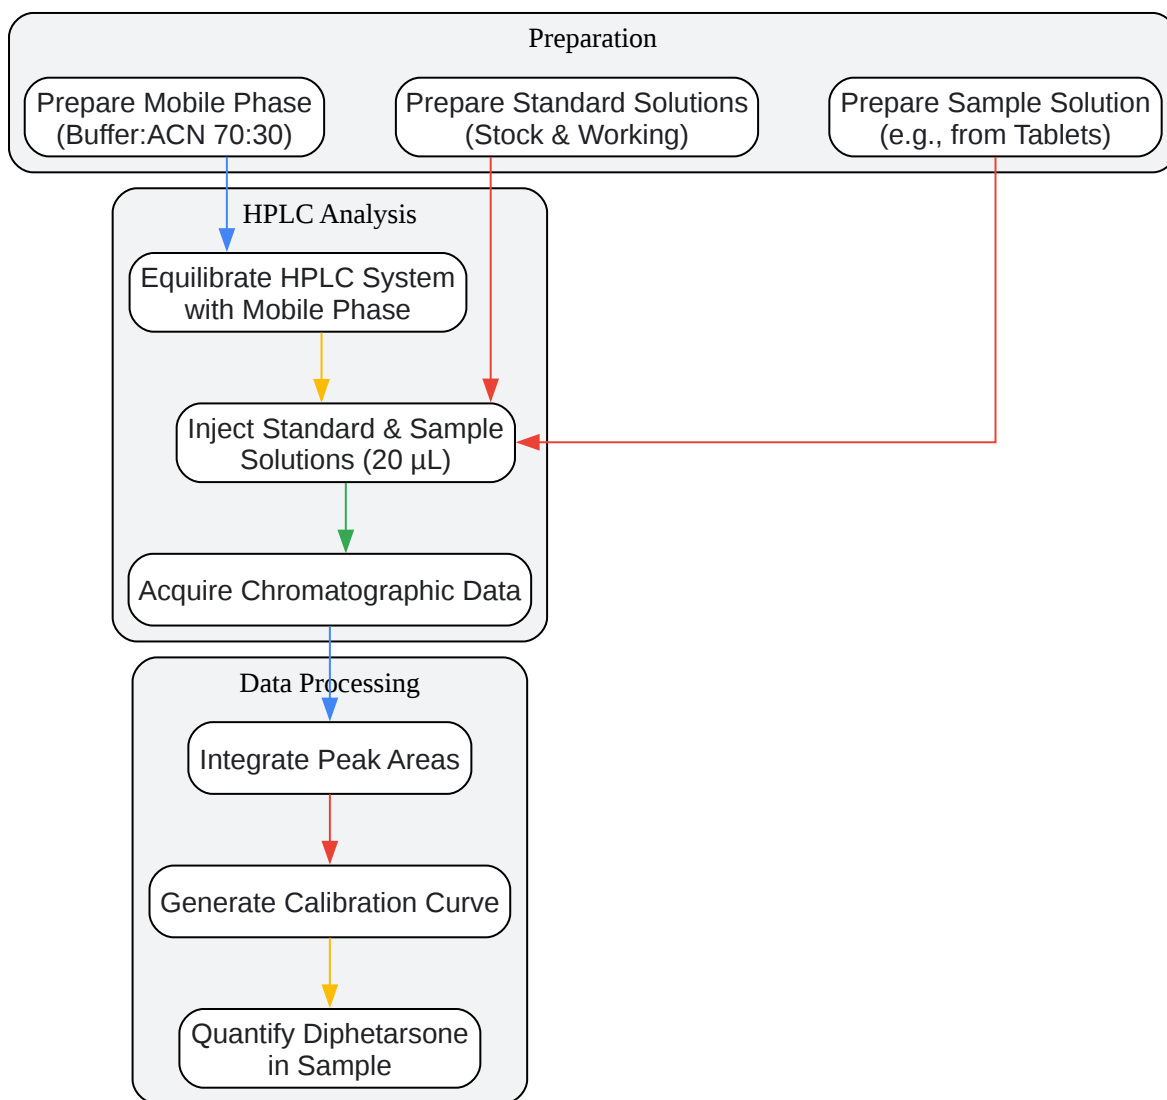 Preparation
Prepare Mobile Phase
(Buffer:ACN 70:30)
Prepare Standard Solutions
(Stock & Working)
Prepare Sample Solution
(e.g., from Tablets)
HPLC Analysis
Equilibrate HPLC System
with Mobile Phase
Inject Standard & Sample
Solutions (20 µL)
Acquire Chromatographic Data
Data Processing
Integrate Peak Areas
Generate Calibration Curve
Quantify Diphetarsone
in Sample